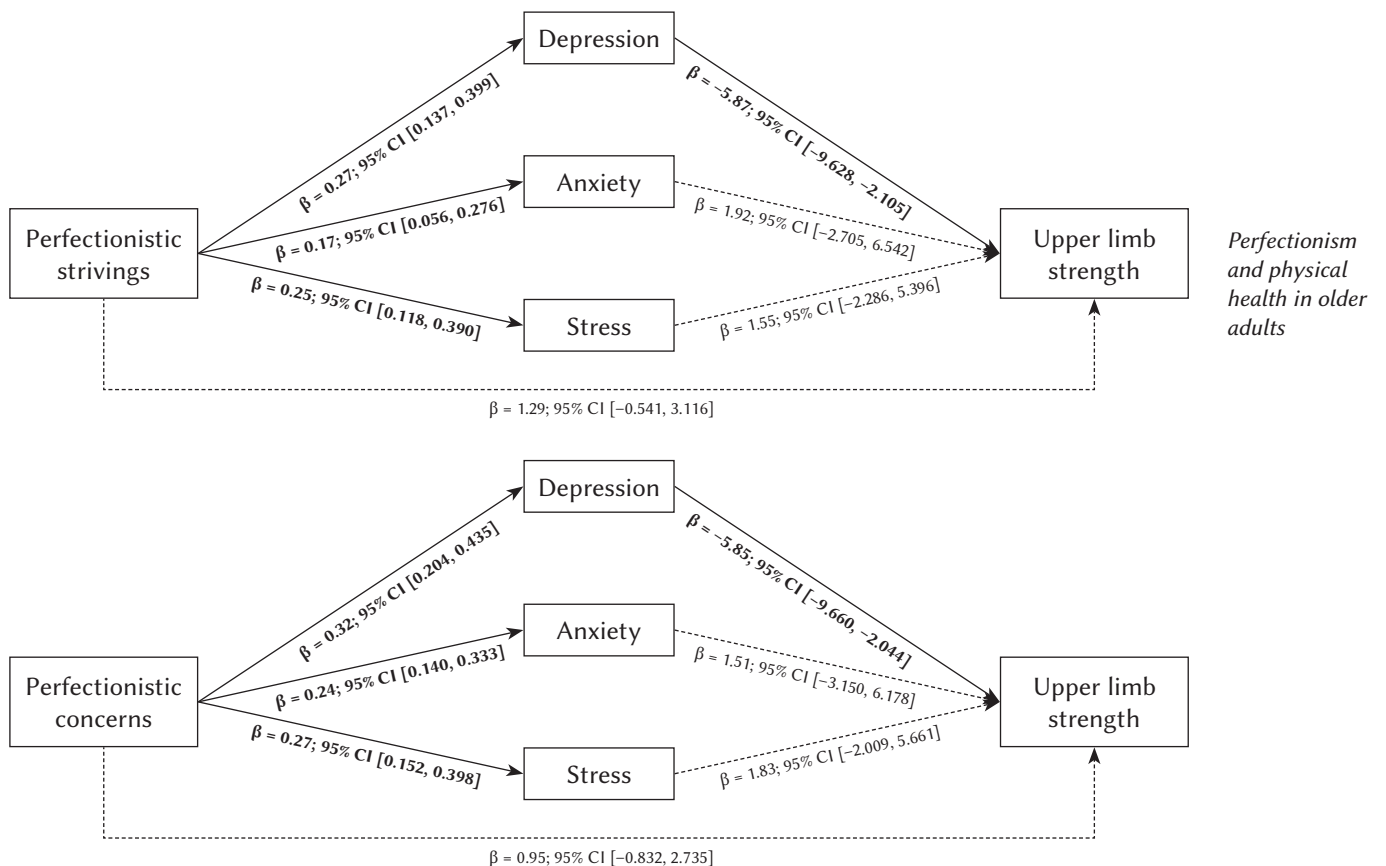 Depression
β = 0.27; 95% CI [0.137, 0.399]
β = –5.87; 95% CI [–9.628, –2.105]
Anxiety
β = 0.17; 95% CI [0.056, 0.276]
β = 1.92; 95% CI [–2.705, 6.542]
Perfectionistic
strivings
Upper limb
strength
Perfectionism
and physical
health in older
adults
β = 0.25; 95% CI [0.118, 0.390]
Stress
β = 1.55; 95% CI [–2.286, 5.396]
β = 1.29; 95% CI [–0.541, 3.116]
Depression
β = 0.32; 95% CI [0.204, 0.435]
β = –5.85; 95% CI [–9.660, –2.044]
Anxiety
β = 0.24; 95% CI [0.140, 0.333]
β = 1.51; 95% CI [–3.150, 6.178]
Perfectionistic
concerns
Upper limb
strength
β = 0.27; 95% CI [0.152, 0.398]
Stress
β = 1.83; 95% CI [–2.009, 5.661]
β = 0.95; 95% CI [–0.832, 2.735]